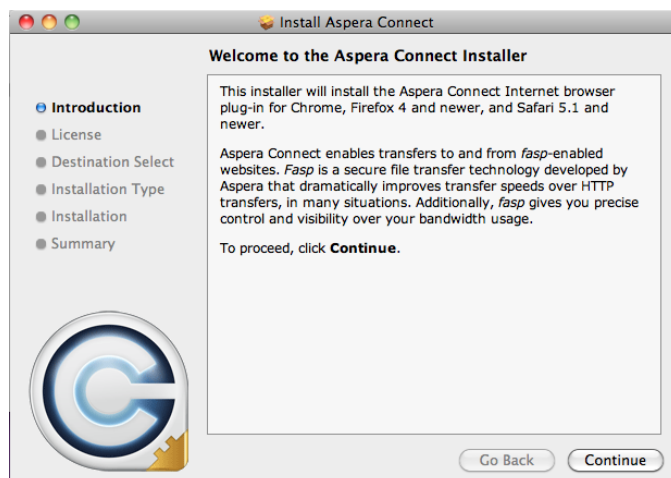 Install Aspera Connect
Welcome to the Aspera Connect Installer
Introduction
License
Destination Select
Installation Type
Installation
Summary
This installer will install the Aspera Connect Internet browser
plug-in for Chrome, Firefox 4 and newer, and Safari 5.1 and
newer.
Aspera Connect enables transfers to and from fasp-enabled
websites. Fasp is a secure file transfer technology developed by
Aspera that dramatically improves transfer speeds over HTTP
transfers, in many situations. Additionally, fasp gives you precise
control and visibility over your bandwidth usage.
To proceed, click Continue.
Go Back
Continue